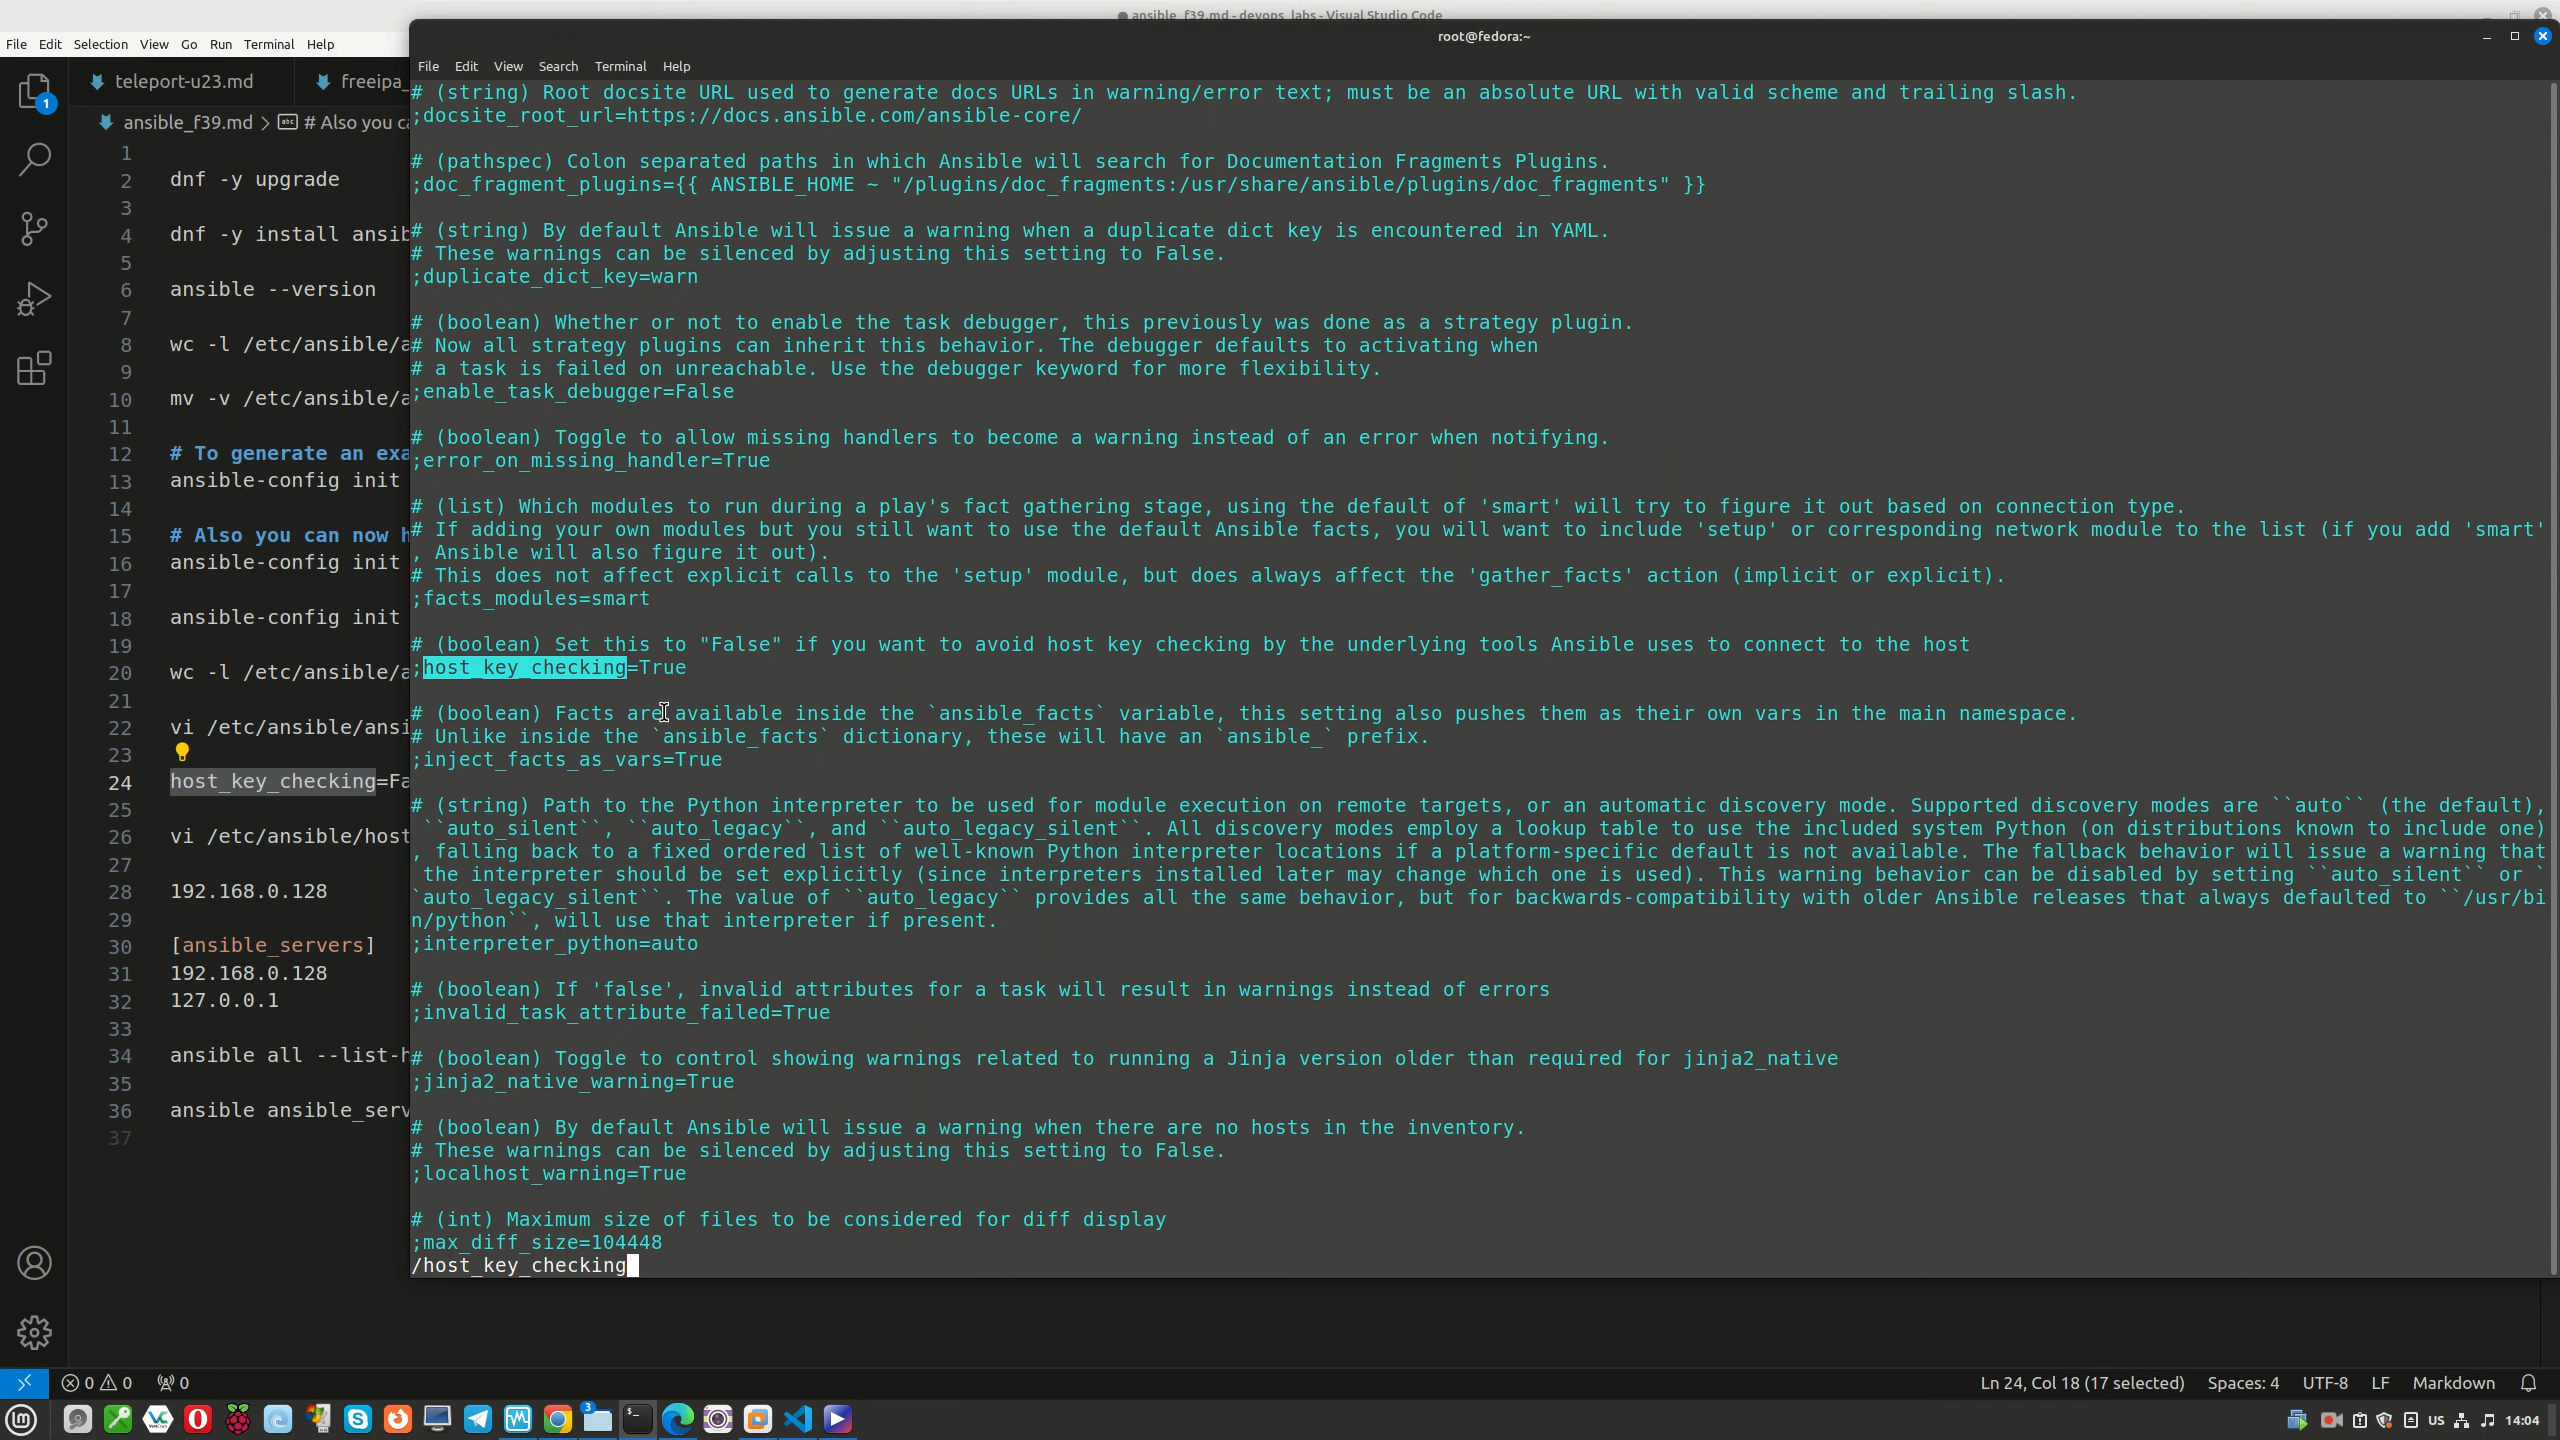 ansible_f39.md - devops_labs - Visual Studio Code
File Edit Selection View Go Run Terminal Help
root@fedora:~
File Edit View Search Terminal Help
1
teleport-u23.md
freeipa_
ansible_f39.md > # Also you ca
1
2 dnf -y upgrade
3
4 dnf -y install ansib
5
6 ansible --version
7
8 wc -l /etc/ansible/a
9
10 mv -v /etc/ansible/a
11
12 # To generate an exa
13 ansible-config init
14
15 # Also you can now h
16 ansible-config init
17
18 ansible-config init
19
20 wc -l /etc/ansible/a
21
22 vi /etc/ansible/ansi
23
24 host_key_checking=Fa
25
26 vi /etc/ansible/host
27
28 192.168.0.128
29
30 [ansible_servers]
31 192.168.0.128
32 127.0.0.1
33
34 ansible all --list-h
35
36 ansible ansible_serv
37
# (string) Root docsite URL used to generate docs URLs in warning/error text; must be an absolute URL with valid scheme and trailing slash.
;docsite_root_url=https://docs.ansible.com/ansible-core/
# (pathspec) Colon separated paths in which Ansible will search for Documentation Fragments Plugins.
;doc_fragment_plugins={{ ANSIBLE_HOME ~ "/plugins/doc_fragments:/usr/share/ansible/plugins/doc_fragments" }}
# (string) By default Ansible will issue a warning when a duplicate dict key is encountered in YAML.
# These warnings can be silenced by adjusting this setting to False.
;duplicate_dict_key=warn
# (boolean) Whether or not to enable the task debugger, this previously was done as a strategy plugin.
# Now all strategy plugins can inherit this behavior. The debugger defaults to activating when
# a task is failed on unreachable. Use the debugger keyword for more flexibility.
;enable_task_debugger=False
# (boolean) Toggle to allow missing handlers to become a warning instead of an error when notifying.
;error_on_missing_handler=True
# (list) Which modules to run during a play's fact gathering stage, using the default of 'smart' will try to figure it out based on connection type.
# If adding your own modules but you still want to use the default Ansible facts, you will want to include 'setup' or corresponding network module to the list (if you add 'smart'
, Ansible will also figure it out).
# This does not affect explicit calls to the 'setup' module, but does always affect the 'gather_facts' action (implicit or explicit).
;facts_modules=smart
# (boolean) Set this to "False" if you want to avoid host key checking by the underlying tools Ansible uses to connect to the host
;host_key_checking=True
# (boolean) Facts are available inside the `ansible_facts` variable, this setting also pushes them as their own vars in the main namespace.
# Unlike inside the `ansible_facts` dictionary, these will have an `ansible_` prefix.
;inject_facts_as_vars=True
# (string) Path to the Python interpreter to be used for module execution on remote targets, or an automatic discovery mode. Supported discovery modes are ``auto`` (the default),
``auto_silent``, ``auto_legacy``, and ``auto_legacy_silent``. All discovery modes employ a lookup table to use the included system Python (on distributions known to include one)
, falling back to a fixed ordered list of well-known Python interpreter locations if a platform-specific default is not available. The fallback behavior will issue a warning that
the interpreter should be set explicitly (since interpreters installed later may change which one is used). This warning behavior can be disabled by setting ``auto_silent`` or `
`auto_legacy_silent``. The value of ``auto_legacy`` provides all the same behavior, but for backwards-compatibility with older Ansible releases that always defaulted to ``/usr/bi
n/python``, will use that interpreter if present.
;interpreter_python=auto
# (boolean) If 'false', invalid attributes for a task will result in warnings instead of errors
;invalid_task_attribute_failed=True
# (boolean) Toggle to control showing warnings related to running a Jinja version older than required for jinja2_native
;jinja2_native_warning=True
# (boolean) By default Ansible will issue a warning when there are no hosts in the inventory.
# These warnings can be silenced by adjusting this setting to False.
;localhost_warning=True
# (int) Maximum size of files to be considered for diff display
;max_diff_size=104448
/host_key_checking
0 0 0 Ln 24, Col 18 (17 selected) Spaces: 4 UTF-8 LF Markdown
3 US 14:04